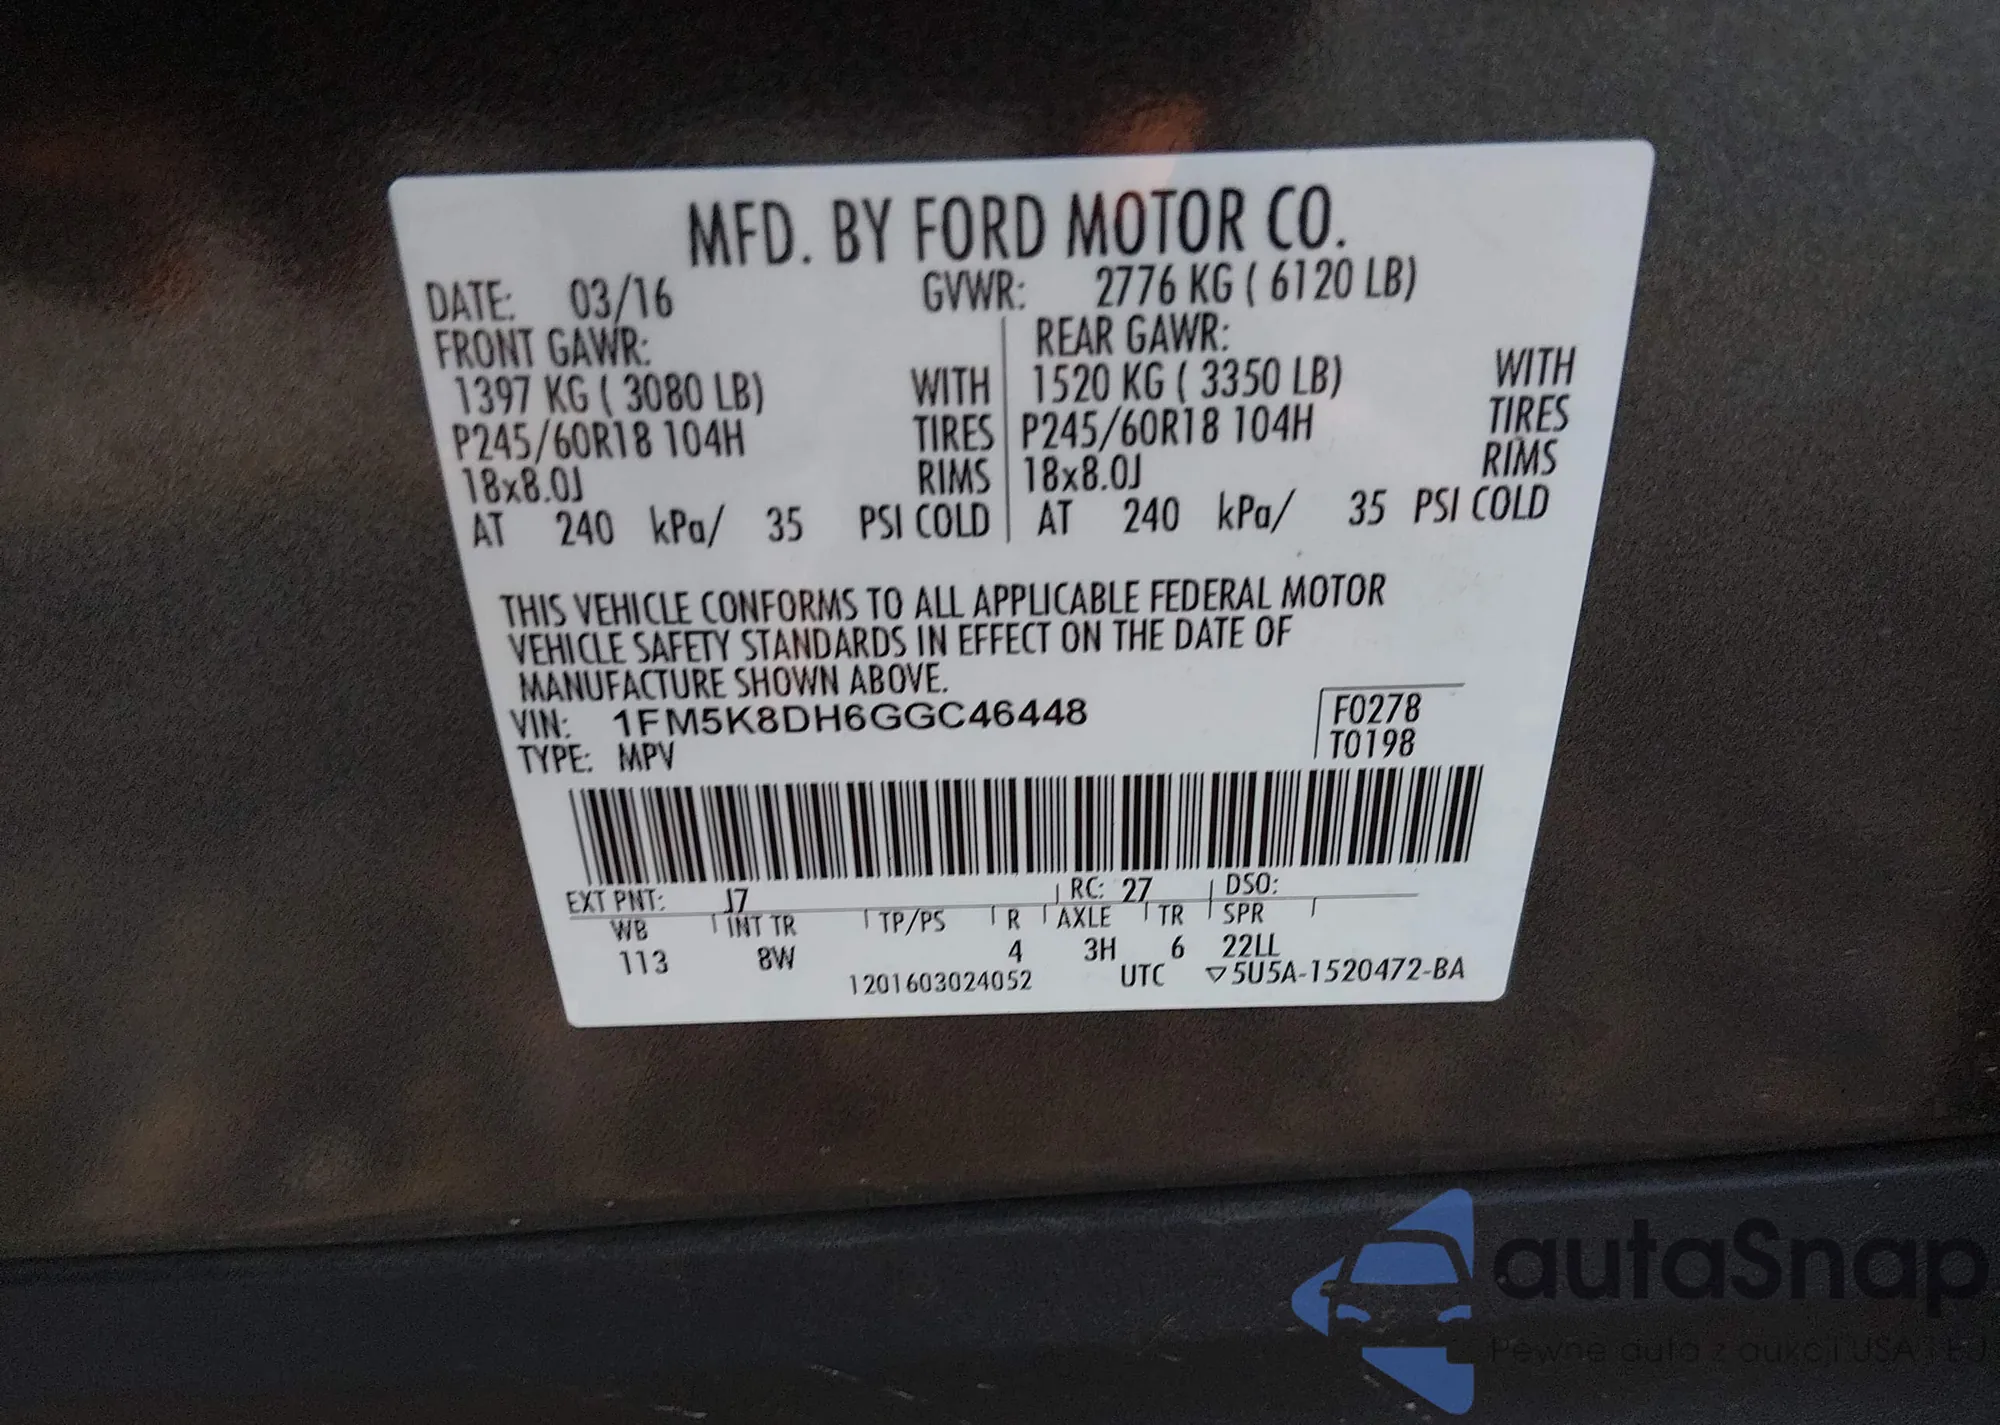 MFD. BY FORD MOTOR CO.
DATE: 03/16 GVWR: 2776 KG ( 6120 LB)
FRONT GAWR: REAR GAWR:
1397 KG ( 3080 LB) WITH 1520 KG ( 3350 LB) WITH
P245/60R18 104H TIRES P245/60R18 104H TIRES
18x8.0J RIMS 18x8.0J RIMS
AT 240 kPa/ 35 PSI COLD AT 240 kPa/ 35 PSI COLD
THIS VEHICLE CONFORMS TO ALL APPLICABLE FEDERAL MOTOR
VEHICLE SAFETY STANDARDS IN EFFECT ON THE DATE OF
MANUFACTURE SHOWN ABOVE.
VIN: 1FM5K8DH6GGC46448 F0278
TYPE: MPV T0198
EXT PNT: J7 RC: 27 DSO:
WB INT TR TP/PS R AXLE TR SPR
113 8W 4 3H 6 22LL
1201603024052 UTC ▽5U5A-1520472-BA
autaSnap
Pewne auto z aukcji USA i EU